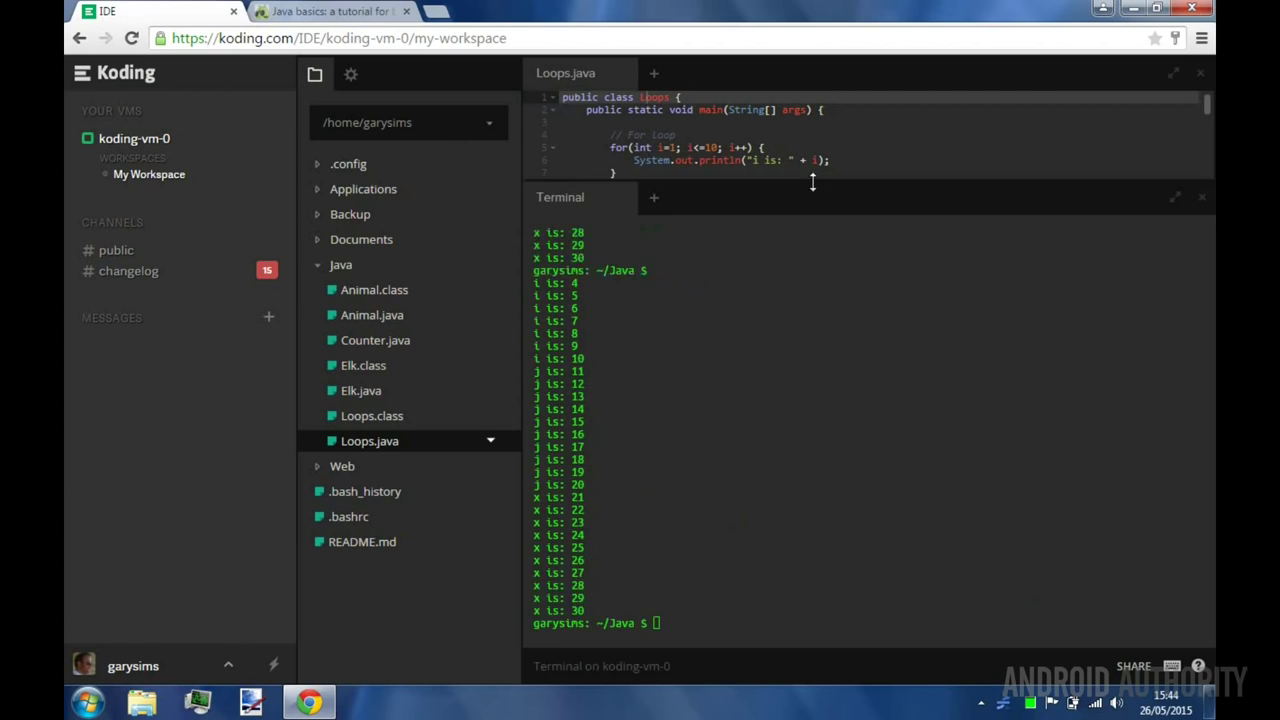 IDE
Java basics: a tutorial for
https://koding.com/IDE/koding-vm-0/my-workspace
Koding
YOUR VMS
koding-vm-0
WORKSPACES
My Workspace
CHANNELS
# public
# changelog
15
MESSAGES
+
garysims
/home/garysims
.config
Applications
Backup
Documents
Java
Animal.class
Animal.java
Counter.java
Elk.class
Elk.java
Loops.class
Loops.java
Web
.bash_history
.bashrc
README.md
Loops.java
+
1 public class Loops {
2 public static void main(String[] args) {
3
4 // For loop
5 for(int i=1; i<=10; i++) {
6 System.out.println("i is: " + i);
7 }
Terminal
+
x is: 28
x is: 29
x is: 30
garysims: ~/Java $
i is: 4
i is: 5
i is: 6
i is: 7
i is: 8
i is: 9
i is: 10
j is: 11
j is: 12
j is: 13
j is: 14
j is: 15
j is: 16
j is: 17
j is: 18
j is: 19
j is: 20
x is: 21
x is: 22
x is: 23
x is: 24
x is: 25
x is: 26
x is: 27
x is: 28
x is: 29
x is: 30
garysims: ~/Java $
Terminal on koding-vm-0
SHARE
ANDROID AUTHORITY
15:44
26/05/2015